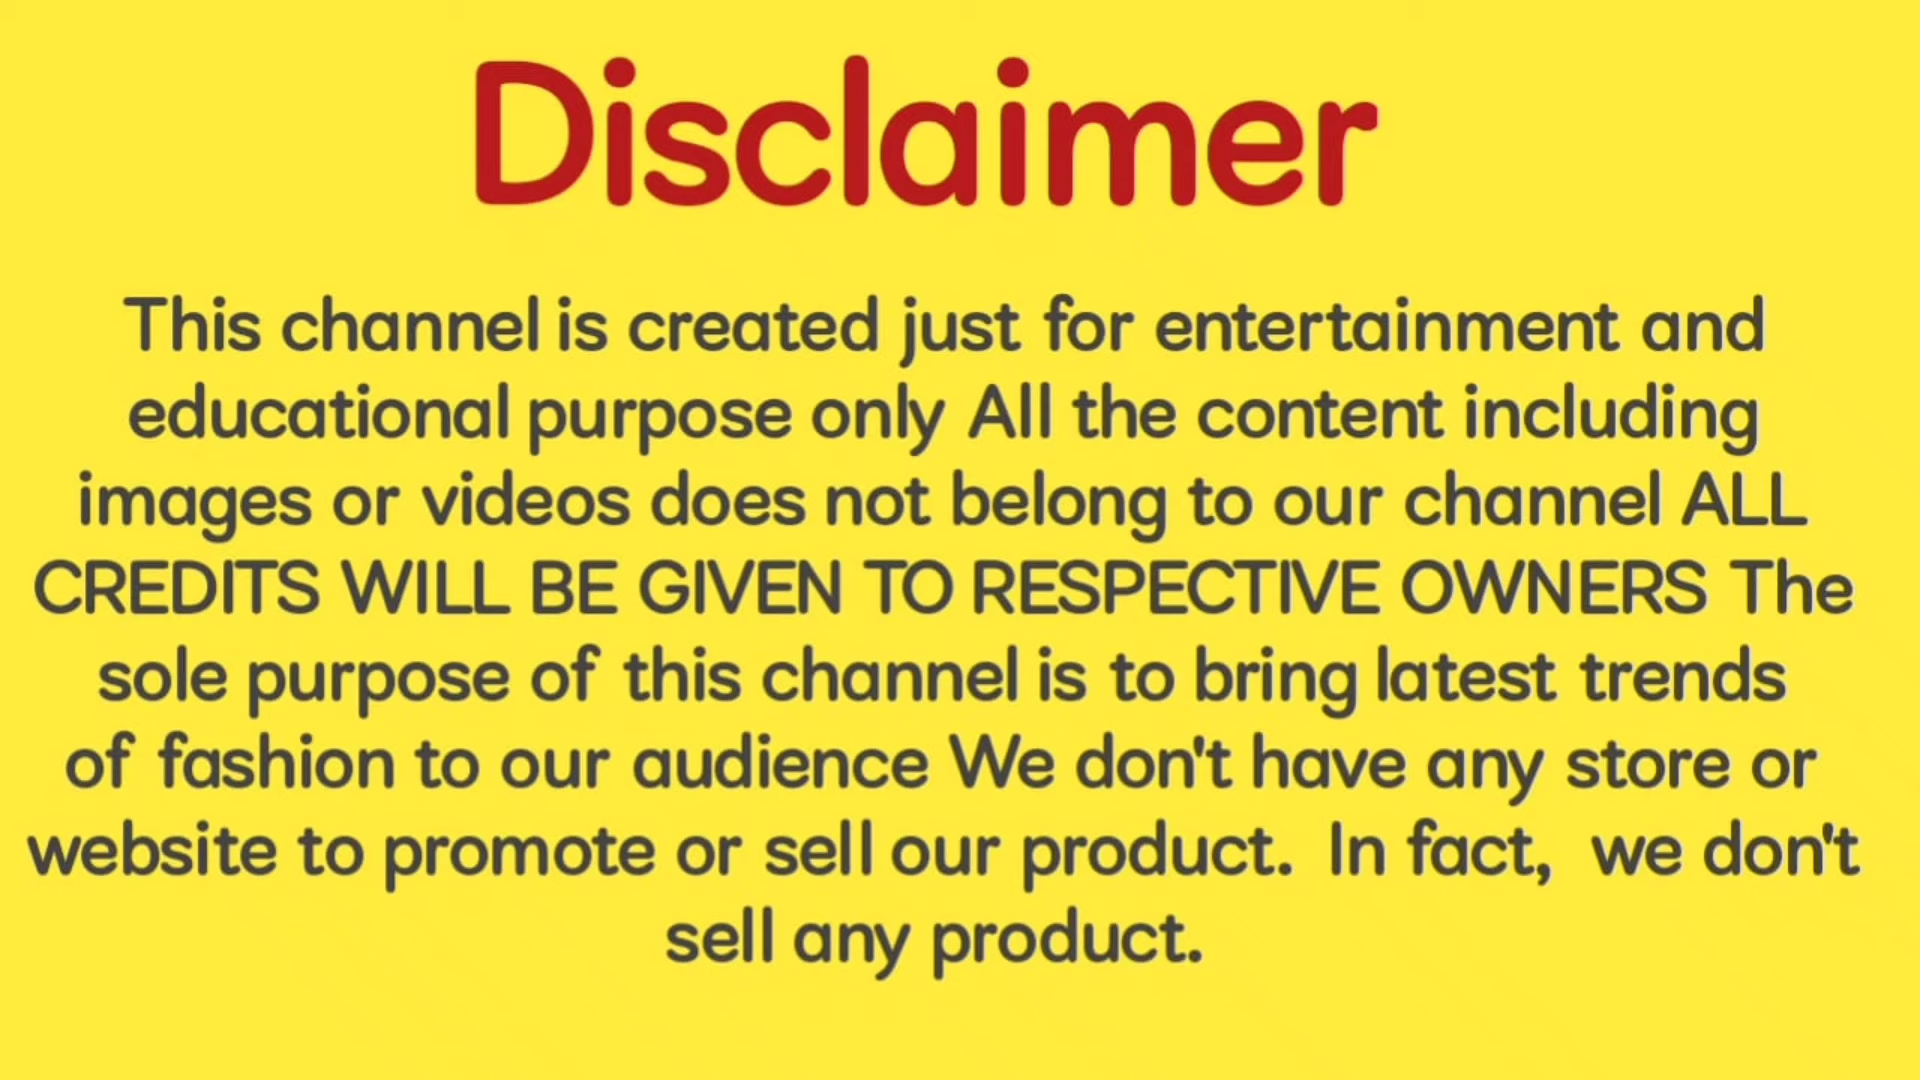 Disclaimer
This channel is created just for entertainment and
educational purpose only All the content including
images or videos does not belong to our channel ALL
CREDITS WILL BE GIVEN TO RESPECTIVE OWNERS The
sole purpose of this channel is to bring latest trends
of fashion to our audience We don't have any store or
website to promote or sell our product. In fact, we don't
sell any product.